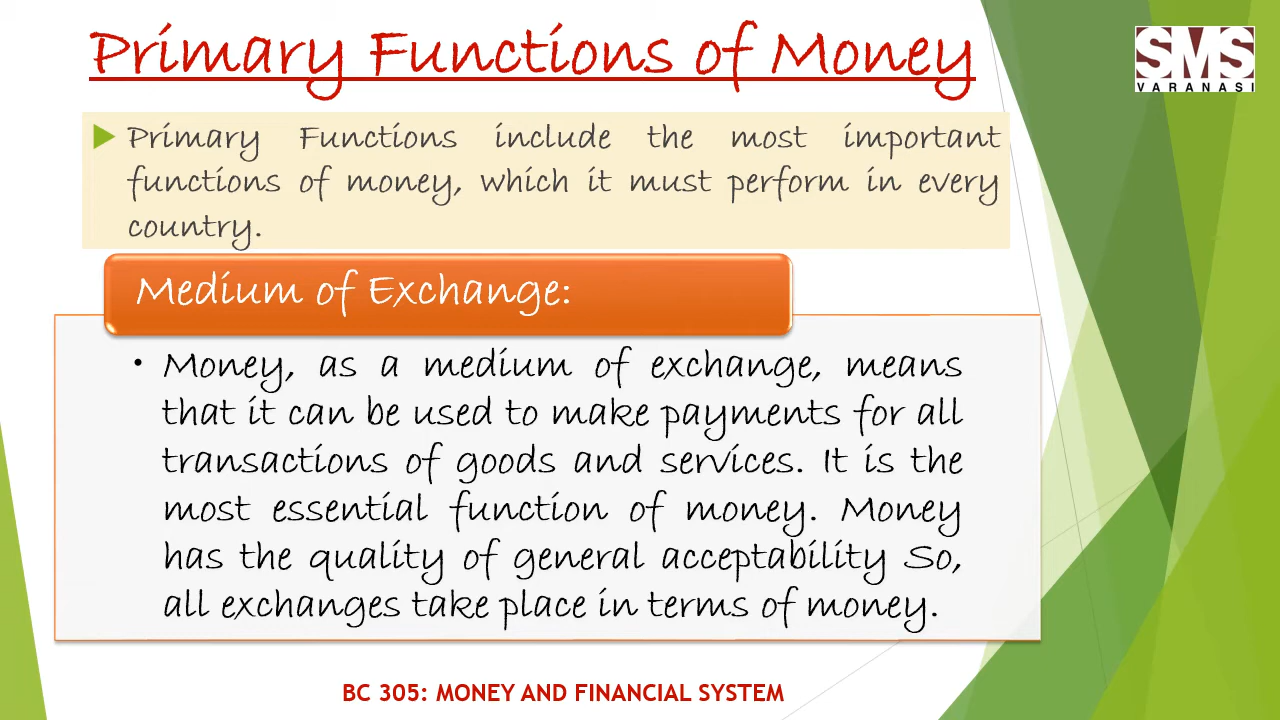 Primary Functions of Money
SMS
VARANASI
Primary Functions include the most important
functions of money, which it must perform in every
country.
Medium of Exchange:
• Money, as a medium of exchange, means
that it can be used to make payments for all
transactions of goods and services. It is the
most essential function of money. Money
has the quality of general acceptability So,
all exchanges take place in terms of money.
BC 305: MONEY AND FINANCIAL SYSTEM